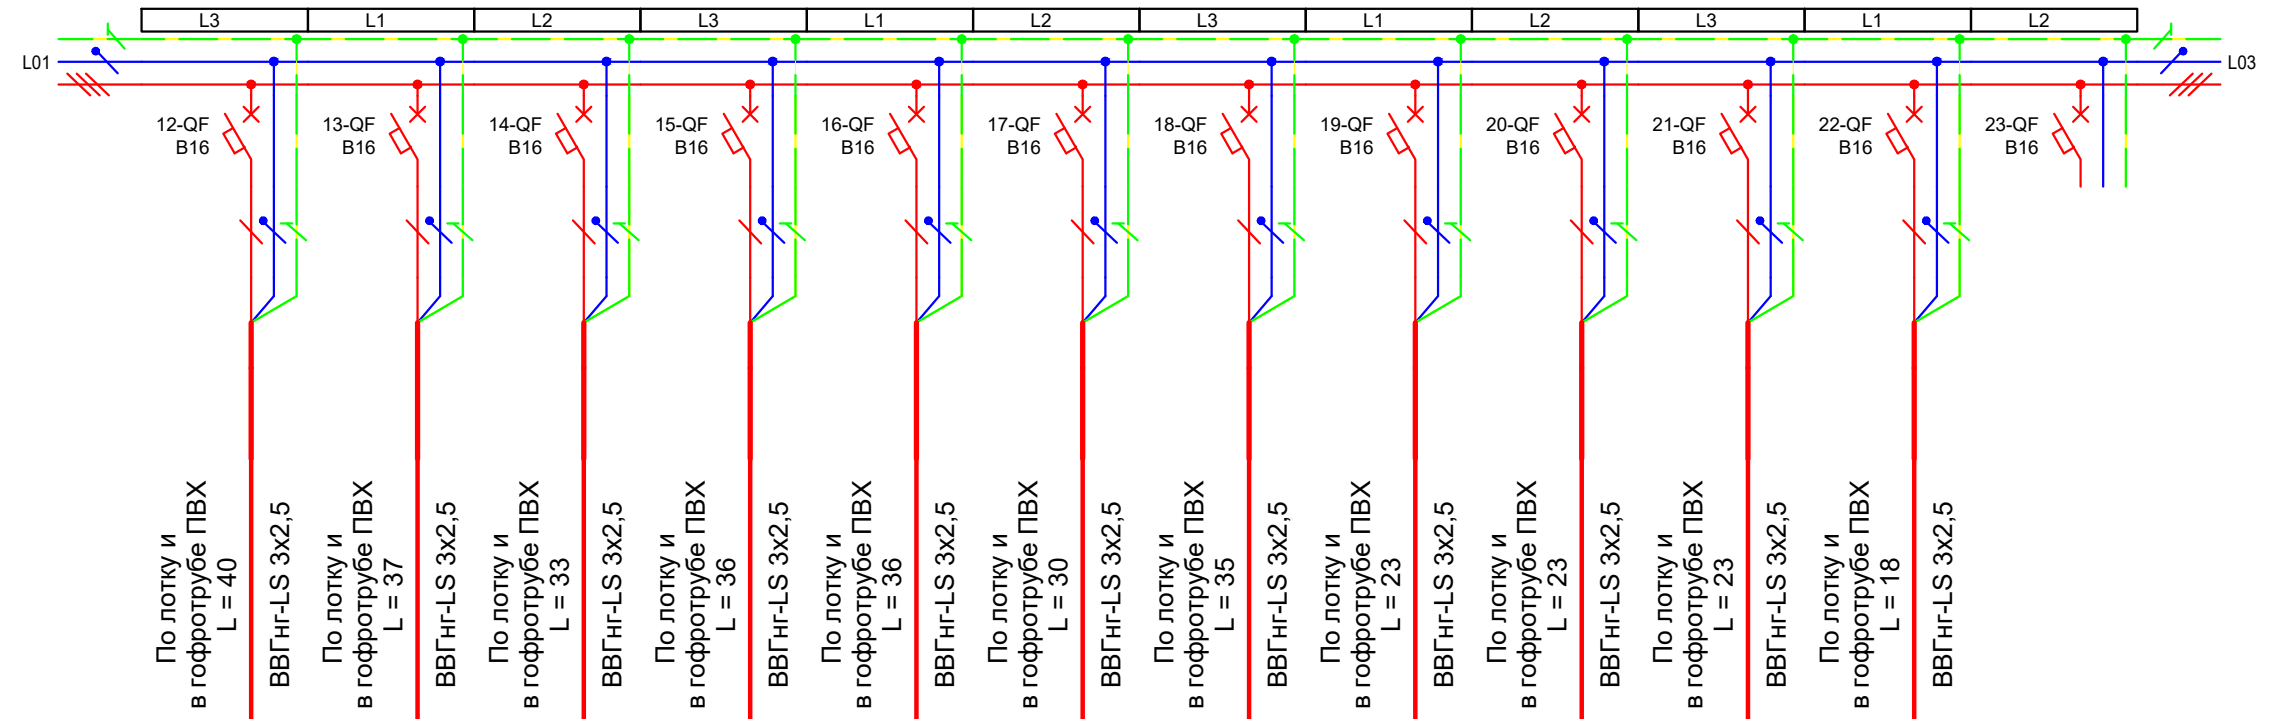 L3 L1 L2 L3 L1 L2 L3 L1 L2 L3 L1 L2
L01
L03
12-QF
B16
13-QF
B16
14-QF
B16
15-QF
B16
16-QF
B16
17-QF
B16
18-QF
B16
19-QF
B16
20-QF
B16
21-QF
B16
22-QF
B16
23-QF
B16
По лотку и
в гофротрубе ПВХ
L = 40
ВВГнг-LS 3x2,5
По лотку и
в гофротрубе ПВХ
L = 37
ВВГнг-LS 3x2,5
По лотку и
в гофротрубе ПВХ
L = 33
ВВГнг-LS 3x2,5
По лотку и
в гофротрубе ПВХ
L = 36
ВВГнг-LS 3x2,5
По лотку и
в гофротрубе ПВХ
L = 36
ВВГнг-LS 3x2,5
По лотку и
в гофротрубе ПВХ
L = 30
ВВГнг-LS 3x2,5
По лотку и
в гофротрубе ПВХ
L = 35
ВВГнг-LS 3x2,5
По лотку и
в гофротрубе ПВХ
L = 23
ВВГнг-LS 3x2,5
По лотку и
в гофротрубе ПВХ
L = 23
ВВГнг-LS 3x2,5
По лотку и
в гофротрубе ПВХ
L = 23
ВВГнг-LS 3x2,5
По лотку и
в гофротрубе ПВХ
L = 18
ВВГнг-LS 3x2,5